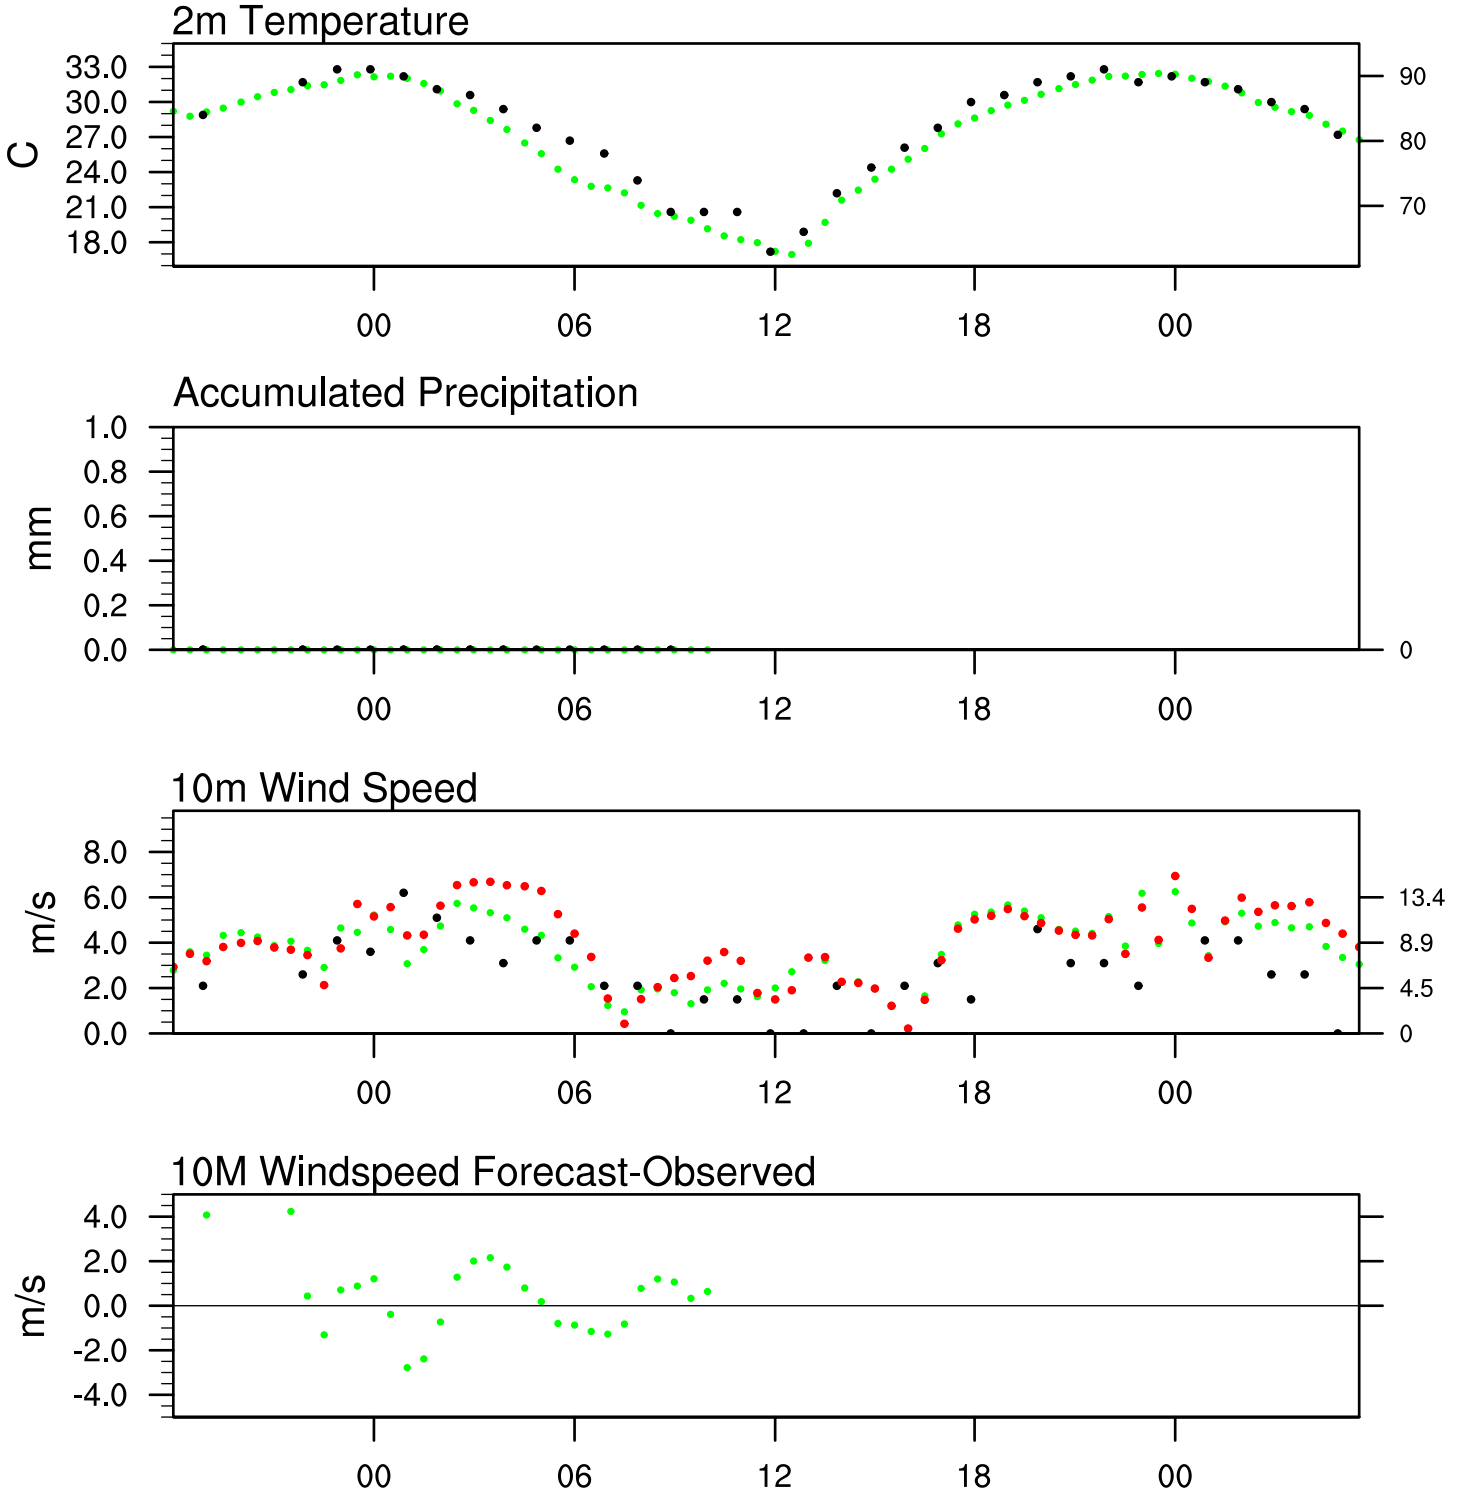 2m Temperature
33.0
30.0
27.0
24.0
21.0
18.0
C
90
80
70
00 06 12 18 00
Accumulated Precipitation
1.0
0.8
0.6
0.4
0.2
0.0
mm
0
00 06 12 18 00
10m Wind Speed
8.0
6.0
4.0
2.0
0.0
m/s
13.4
8.9
4.5
0
00 06 12 18 00
10M Windspeed Forecast-Observed
4.0
2.0
0.0
-2.0
-4.0
m/s
00 06 12 18 00